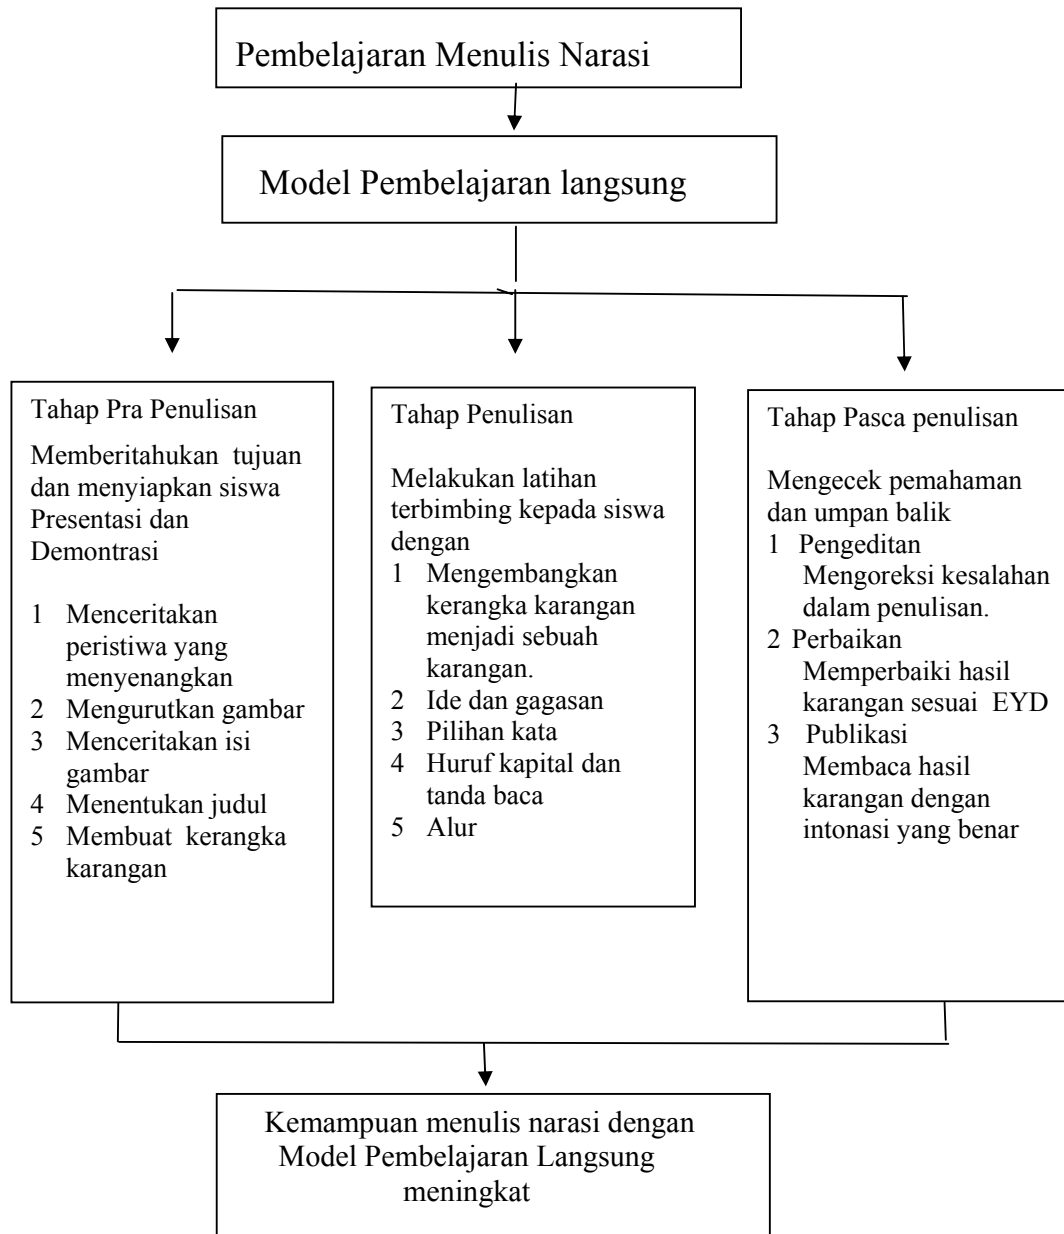 Pembelajaran Menulis Narasi
Model Pembelajaran langsung
Tahap Pra Penulisan
Memberitahukan tujuan
dan menyiapkan siswa
Presentasi dan
Demontrasi
1 Menceritakan
peristiwa yang
menyenangkan
2 Mengurutkan gambar
3 Menceritakan isi
gambar
4 Menentukan judul
5 Membuat kerangka
karangan
Tahap Penulisan
Melakukan latihan
terbimbing kepada siswa
dengan
1 Mengembangkan
kerangka karangan
menjadi sebuah
karangan.
2 Ide dan gagasan
3 Pilihan kata
4 Huruf kapital dan
tanda baca
5 Alur
Tahap Pasca penulisan
Mengecek pemahaman
dan umpan balik
1 Pengeditan
Mengoreksi kesalahan
dalam penulisan.
2 Perbaikan
Memperbaiki hasil
karangan sesuai EYD
3 Publikasi
Membaca hasil
karangan dengan
intonasi yang benar
Kemampuan menulis narasi dengan
Model Pembelajaran Langsung
meningkat